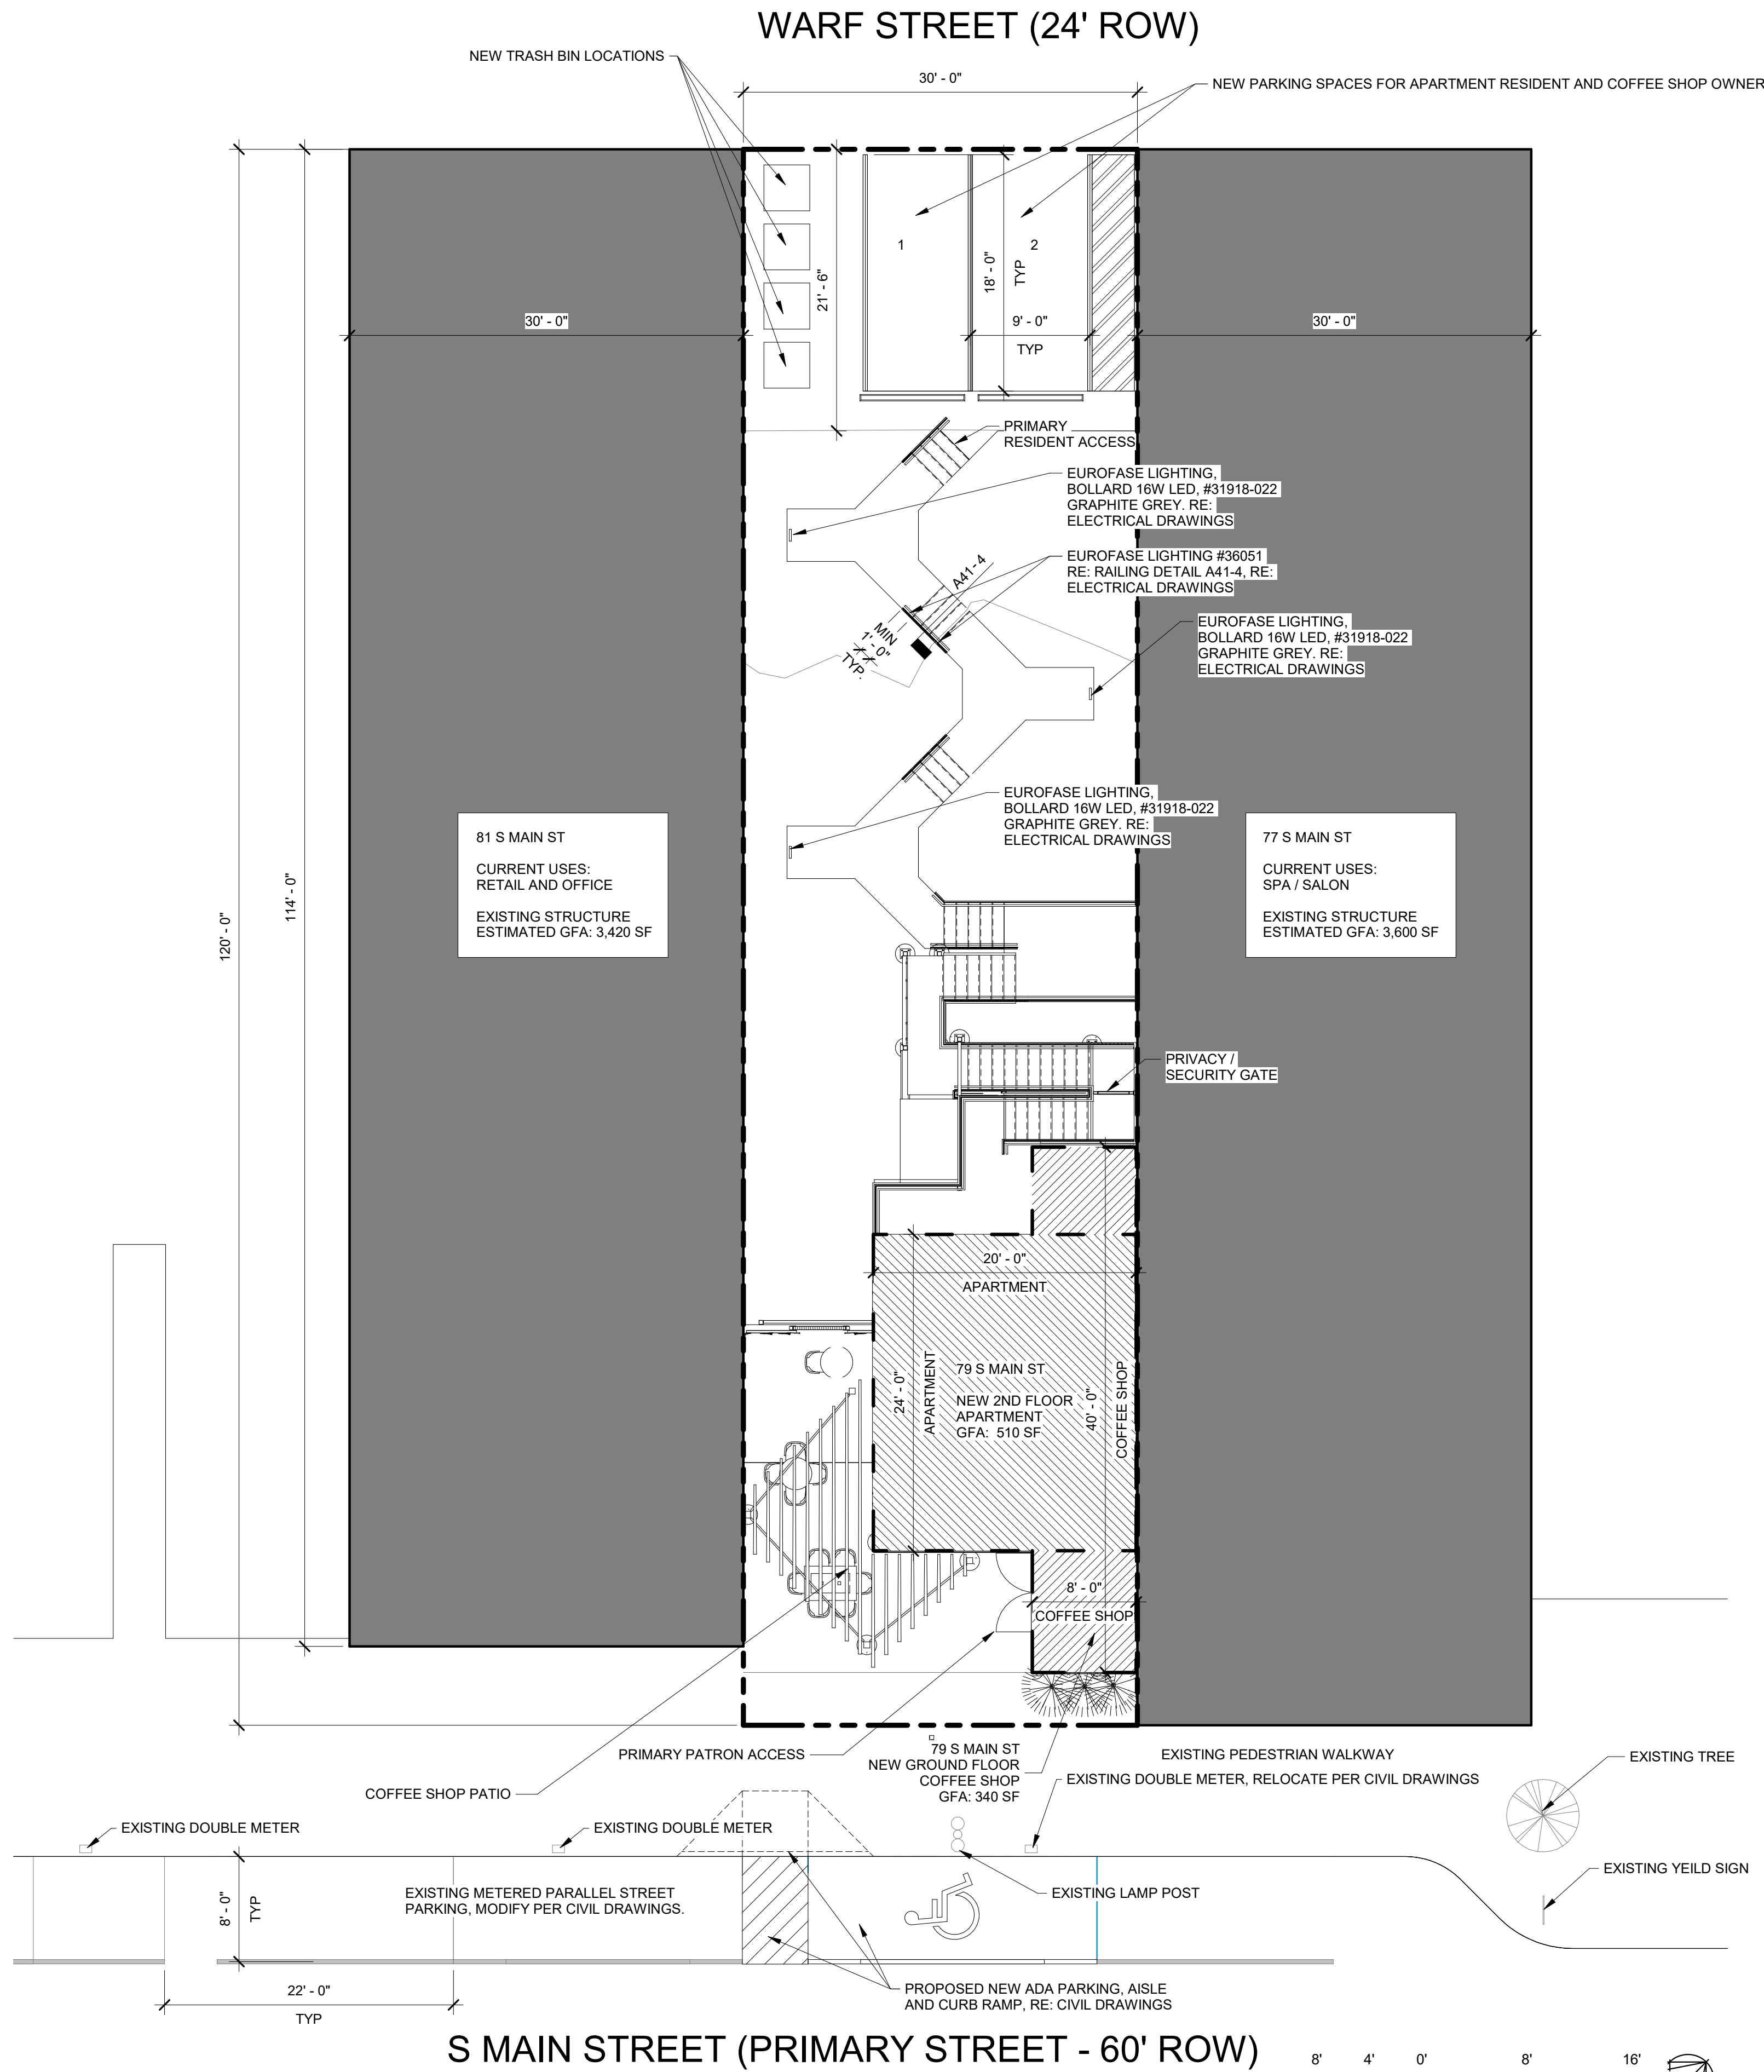 WARF STREET (24' ROW)
NEW TRASH BIN LOCATIONS
30' - 0"
NEW PARKING SPACES FOR APARTMENT RESIDENT AND COFFEE SHOP OWNER
1
2
21' - 6"
18' - 0"
TYP
30' - 0"
9' - 0"
TYP
30' - 0"
PRIMARY
RESIDENT ACCESS
EUROFASE LIGHTING,
BOLLARD 16W LED, #31918-022
GRAPHITE GREY. RE:
ELECTRICAL DRAWINGS
A41-4
EUROFASE LIGHTING #36051
RE: RAILING DETAIL A41-4, RE:
ELECTRICAL DRAWINGS
MIN
1' - 0"
TYP.
EUROFASE LIGHTING,
BOLLARD 16W LED, #31918-022
GRAPHITE GREY. RE:
ELECTRICAL DRAWINGS
EUROFASE LIGHTING,
BOLLARD 16W LED, #31918-022
GRAPHITE GREY. RE:
ELECTRICAL DRAWINGS
81 S MAIN ST
CURRENT USES:
RETAIL AND OFFICE
EXISTING STRUCTURE
ESTIMATED GFA: 3,420 SF
77 S MAIN ST
CURRENT USES:
SPA / SALON
EXISTING STRUCTURE
ESTIMATED GFA: 3,600 SF
120' - 0"
114' - 0"
PRIVACY /
SECURITY GATE
20' - 0"
APARTMENT
24' - 0"
APARTMENT
79 S MAIN ST
NEW 2ND FLOOR
APARTMENT
GFA: 510 SF
40' - 0"
COFFEE SHOP
8' - 0"
COFFEE SHOP
PRIMARY PATRON ACCESS
79 S MAIN ST
NEW GROUND FLOOR
COFFEE SHOP
GFA: 340 SF
EXISTING PEDESTRIAN WALKWAY
EXISTING TREE
COFFEE SHOP PATIO
EXISTING DOUBLE METER, RELOCATE PER CIVIL DRAWINGS
EXISTING DOUBLE METER
EXISTING DOUBLE METER
EXISTING YEILD SIGN
8' - 0"
TYP
EXISTING METERED PARALLEL STREET
PARKING, MODIFY PER CIVIL DRAWINGS.
EXISTING LAMP POST
22' - 0"
TYP
PROPOSED NEW ADA PARKING, AISLE
AND CURB RAMP, RE: CIVIL DRAWINGS
S MAIN STREET (PRIMARY STREET - 60' ROW)
8' 4' 0' 8' 16'